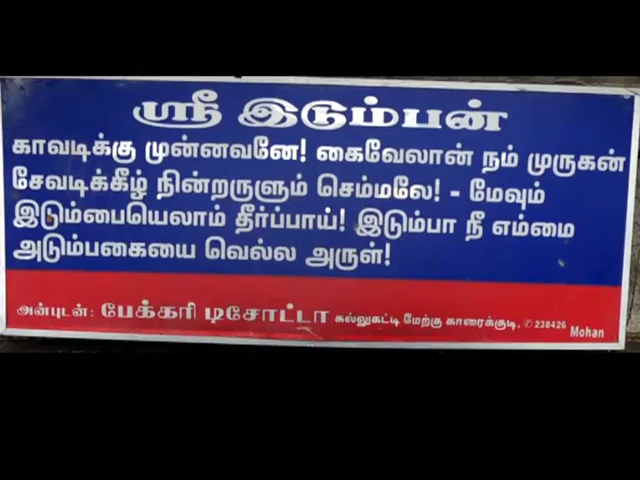 ஸ்ரீ இடும்பன்
காவடிக்கு முன்னவனே! கைவேலான் நம் முருகன்
சேவடிக்கீழ் நின்றருளும் செம்மலே! - மேவும்
இடும்பையெலாம் தீர்ப்பாய்! இடும்பா நீ எம்மை
அடும்பகையை வெல்ல அருள்!
அன்புடன்: பேக்கரி டிசோட்டா கல்லுகட்டி மேற்கு காரைக்குடி. ✆ 238426
Mohan